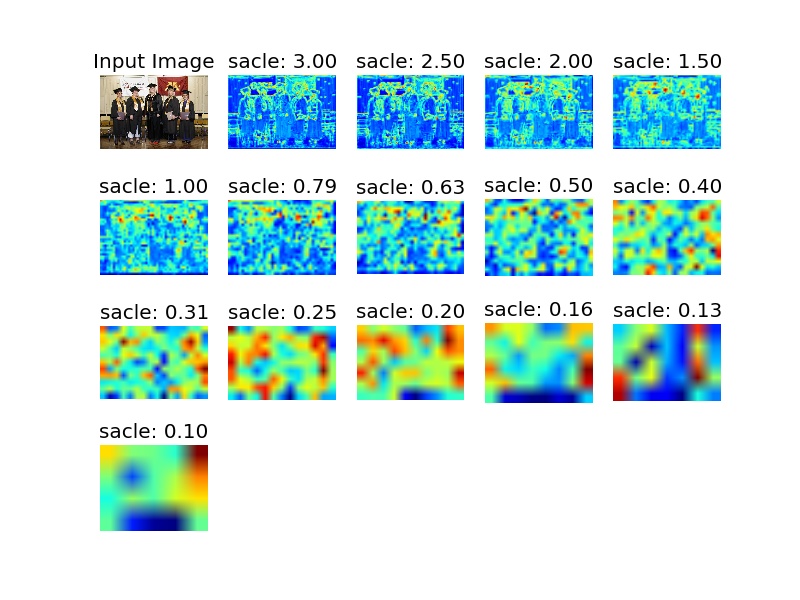 Input Image sacle: 3.00 sacle: 2.50 sacle: 2.00 sacle: 1.50
sacle: 1.00 sacle: 0.79 sacle: 0.63 sacle: 0.50 sacle: 0.40
sacle: 0.31 sacle: 0.25 sacle: 0.20 sacle: 0.16 sacle: 0.13
sacle: 0.10